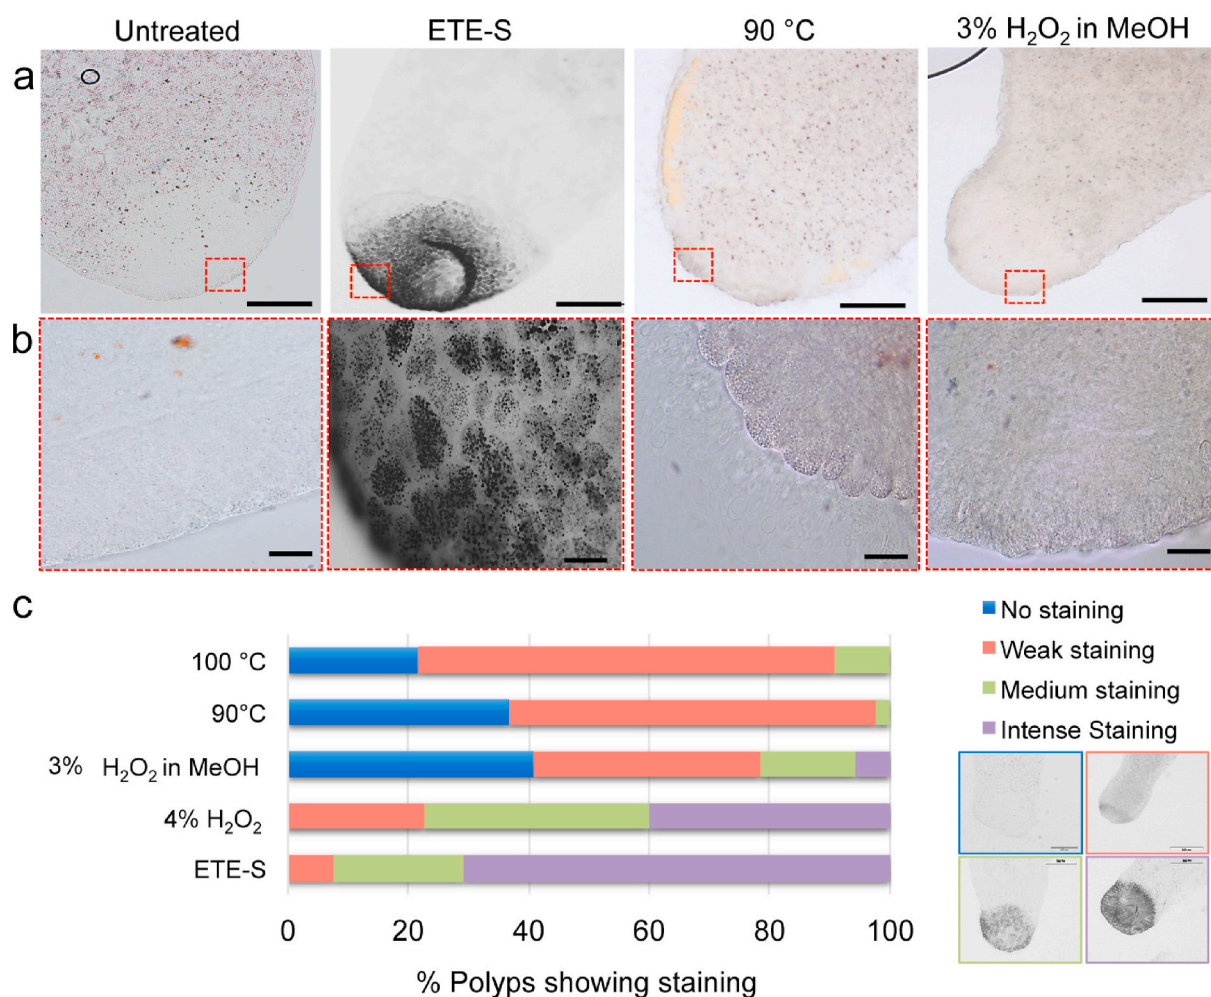 a
Untreated
ETE-S
90 °C
3% H₂O₂ in MeOH
b
c
100 °C
90°C
3% H₂O₂ in MeOH
4% H₂O₂
ETE-S
0 20 40 60 80 100
% Polyps showing staining
No staining
Weak staining
Medium staining
Intense Staining